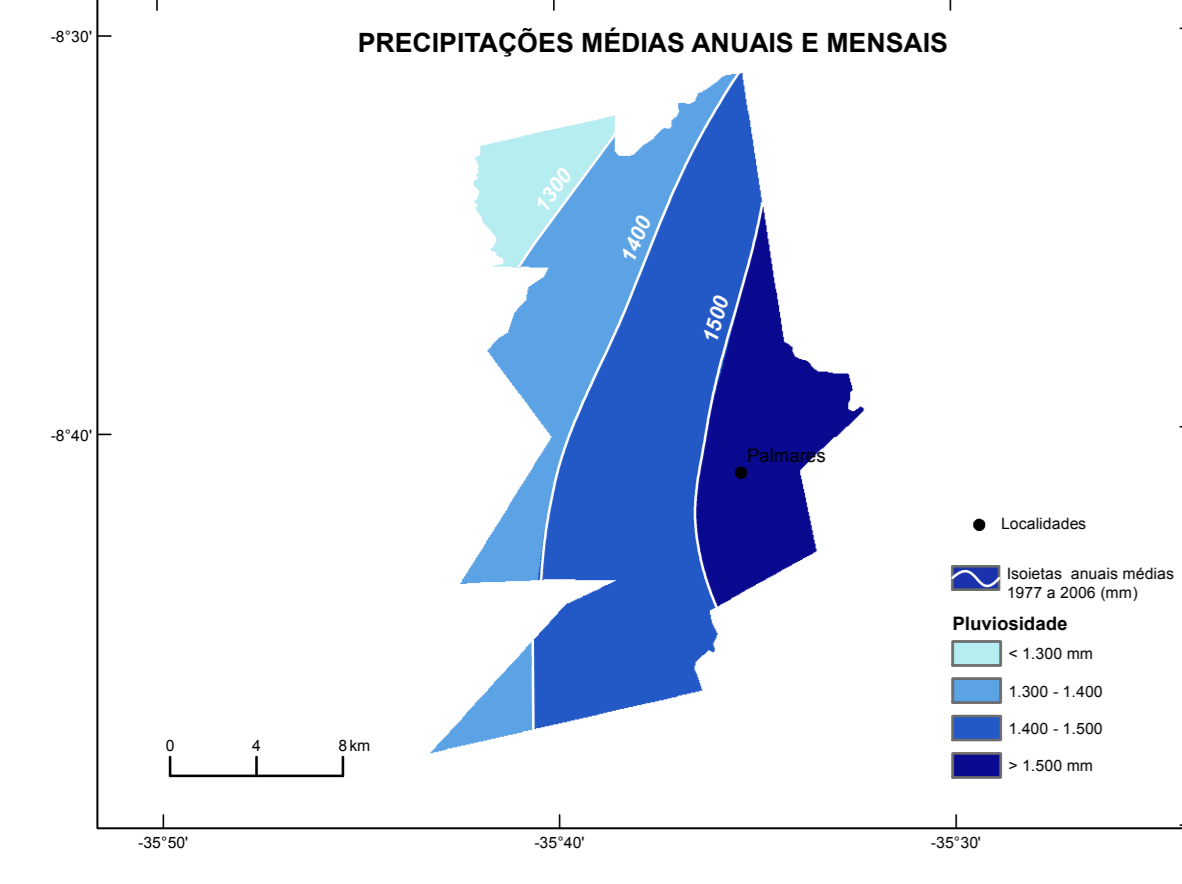 -8°30'
PRECIPITAÇÕES MÉDIAS ANUAIS E MENSAIS
1300
1400
1500
-8°40'
Palmares
Localidades
Isoietas anuais médias
1977 a 2006 (mm)
Pluviosidade
< 1.300 mm
1.300 - 1.400
1.400 - 1.500
> 1.500 mm
0 4 8 km
-35°50' -35°40' -35°30'